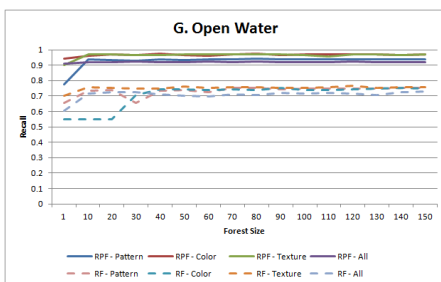 G. Open Water
1
0.9
0.8
0.7
0.6
0.5
0.4
0.3
0.2
0.1
0
Recall
1 10 20 30 40 50 60 70 80 90 100 110 120 130 140 150
Forest Size
RPF - Pattern RPF - Color RPF - Texture RPF - All
RF - Pattern RF - Color RF - Texture RF - All